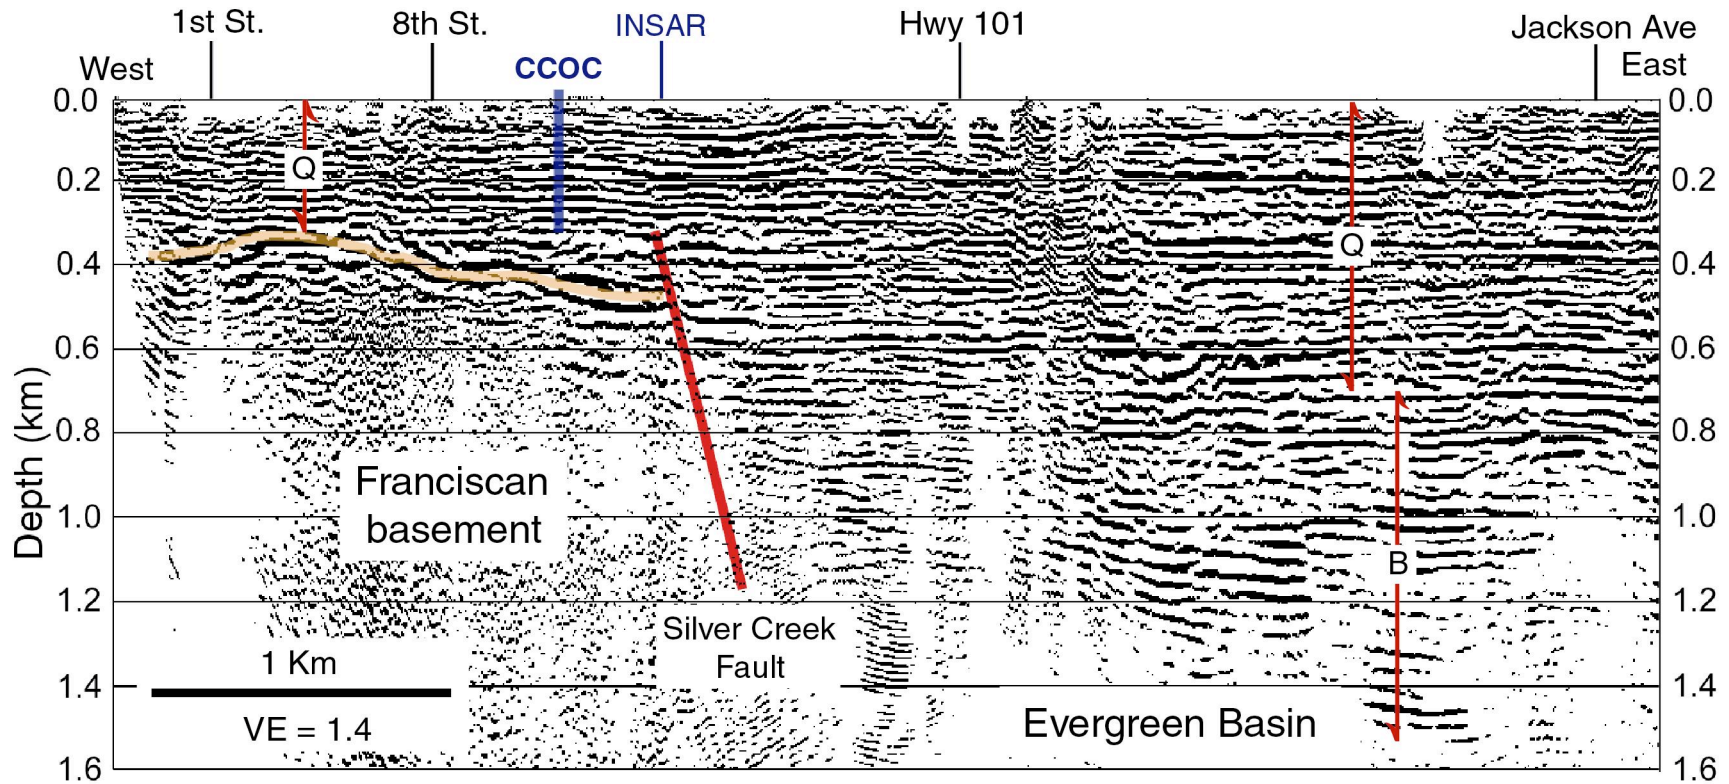 1st St.
8th St.
INSAR
Hwy 101
Jackson Ave
West
CCOC
East
0.0
0.0
Q
0.2
0.2
Q
0.4
0.4
0.6
0.6
Depth (km)
0.8
0.8
Franciscan
basement
1.0
1.0
B
1.2
1.2
Silver Creek
Fault
1 Km
1.4
1.4
VE = 1.4
Evergreen Basin
1.6
1.6